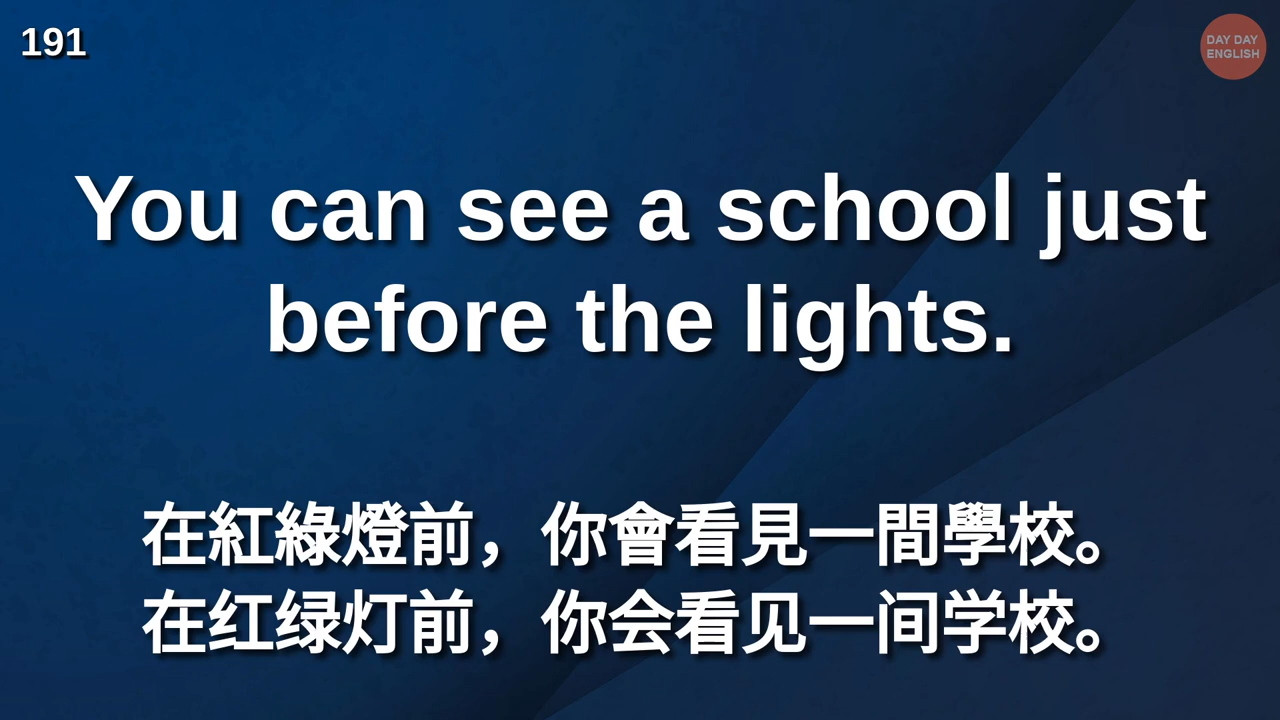 191
DAY DAY
ENGLISH
You can see a school just
before the lights.
在紅綠燈前，你會看見一間學校。
在红绿灯前，你会看见一间学校。